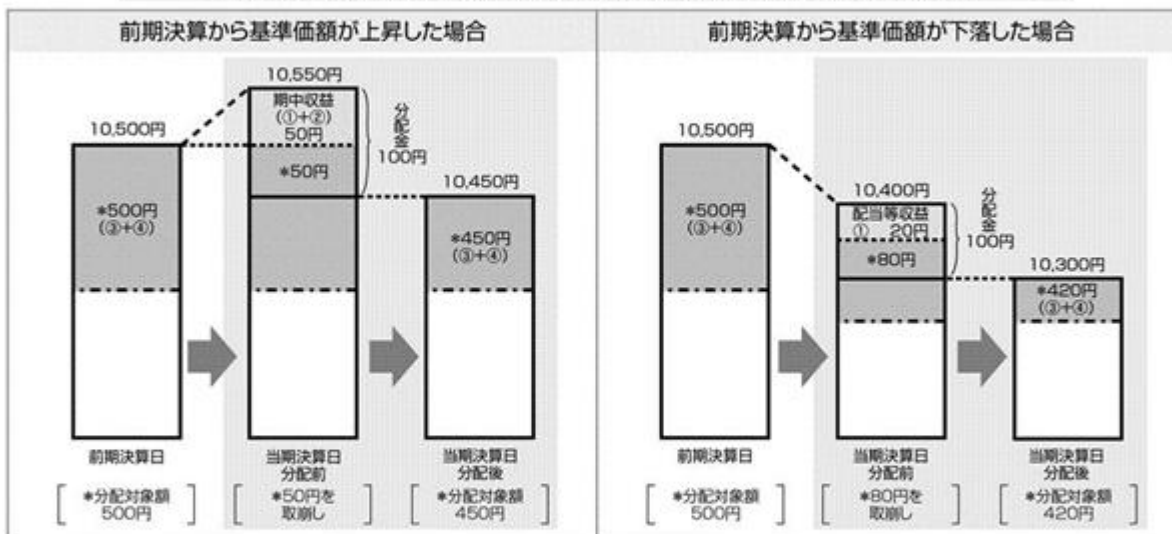 前期決算から基準価額が上昇した場合
10,550円
期中収益
(①+②)
50円
*50円
分配金
100円
10,500円
*500円
(③+④)
10,450円
*450円
(③+④)
前期決算日
当期決算日
分配前
当期決算日
分配後
*分配対象額
500円
*50円を
取崩し
*分配対象額
450円
前期決算から基準価額が下落した場合
10,500円
*500円
(③+④)
10,400円
配当等収益
① 20円
*80円
分配金
100円
10,300円
*420円
(③+④)
前期決算日
当期決算日
分配前
当期決算日
分配後
*分配対象額
500円
*80円を
取崩し
*分配対象額
420円